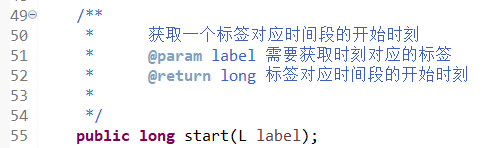 49 /**
50 * 获取一个标签对应时间段的开始时刻
51 * @param label 需要获取时刻对应的标签
52 * @return long 标签对应时间段的开始时刻
53 *
54 */
55 public long start(L label);